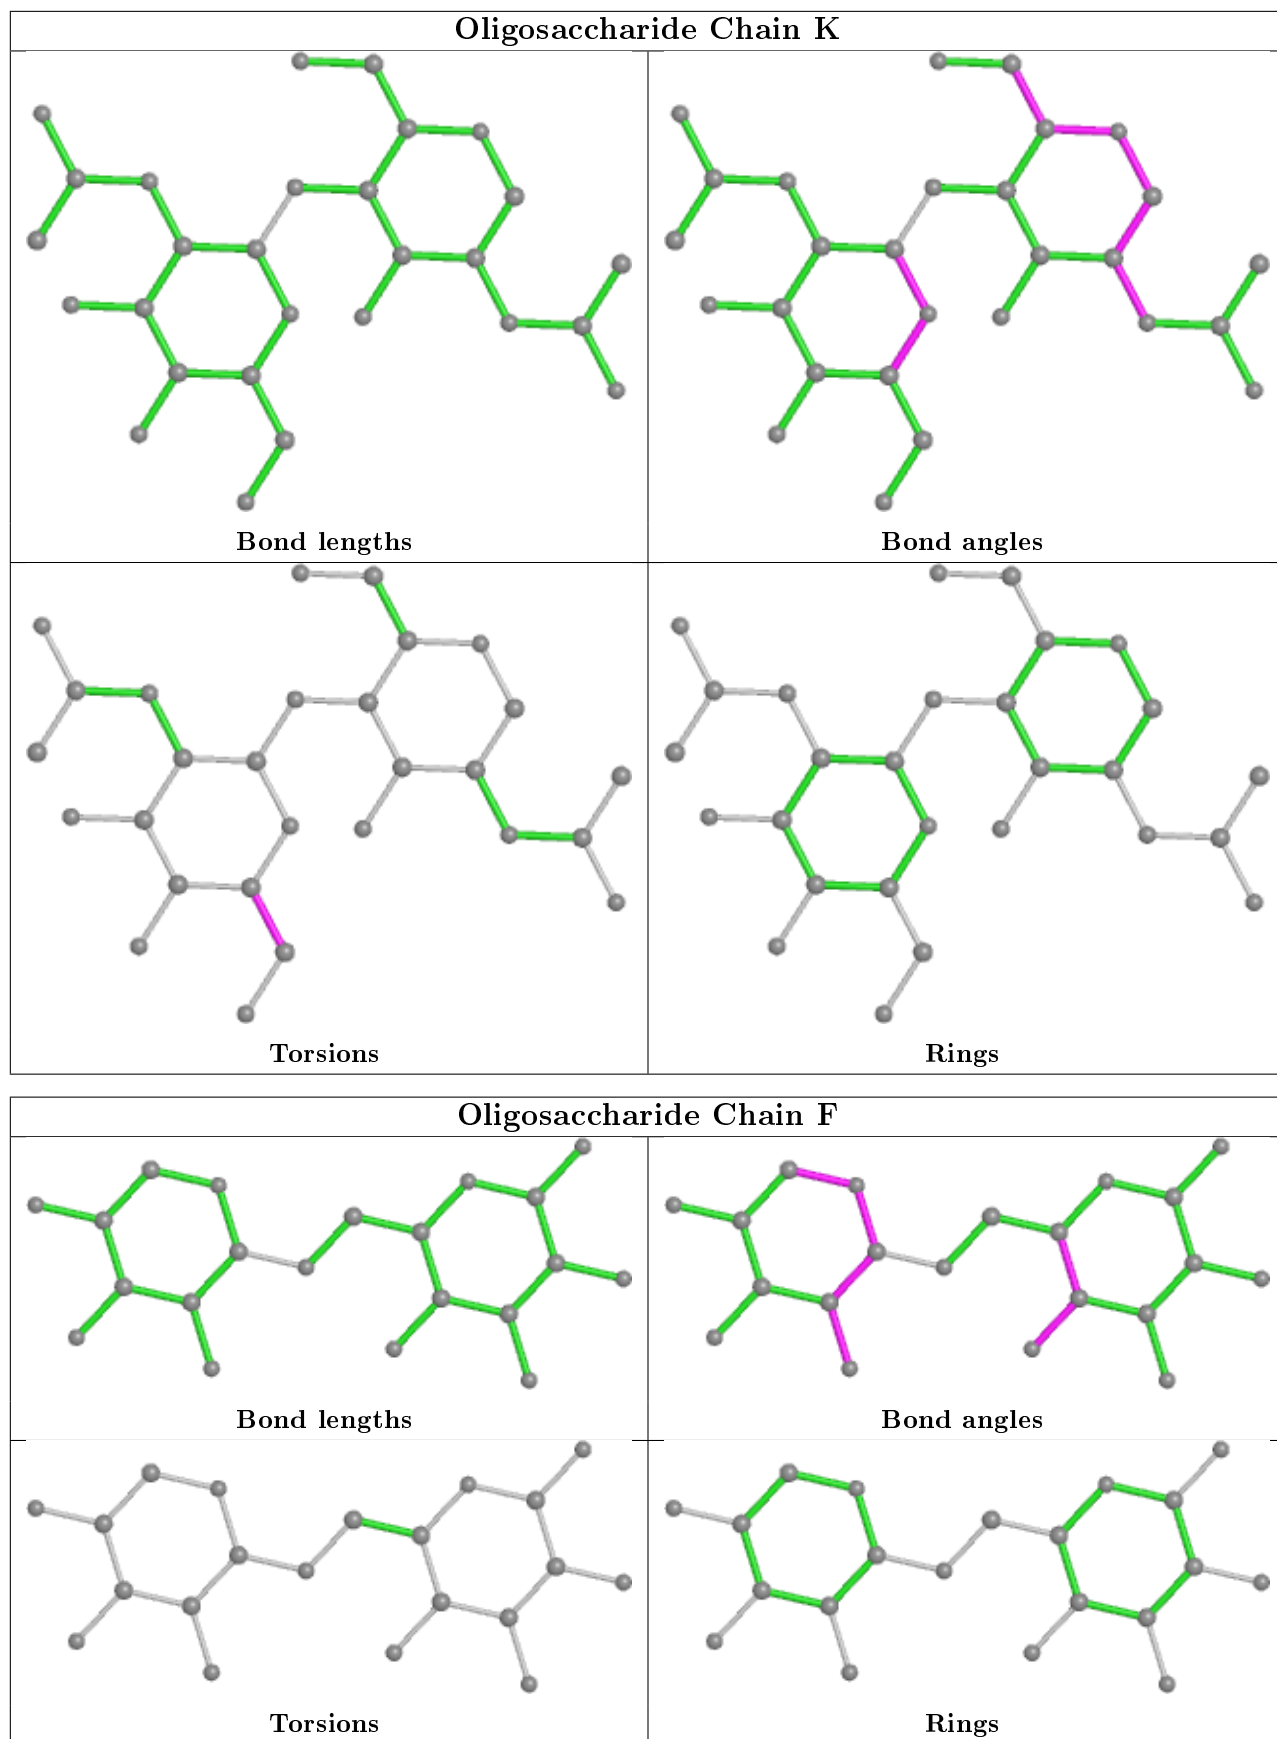 Oligosaccharide Chain K
Bond lengths
Bond angles
Torsions
Rings
Oligosaccharide Chain F
Bond lengths
Bond angles
Torsions
Rings